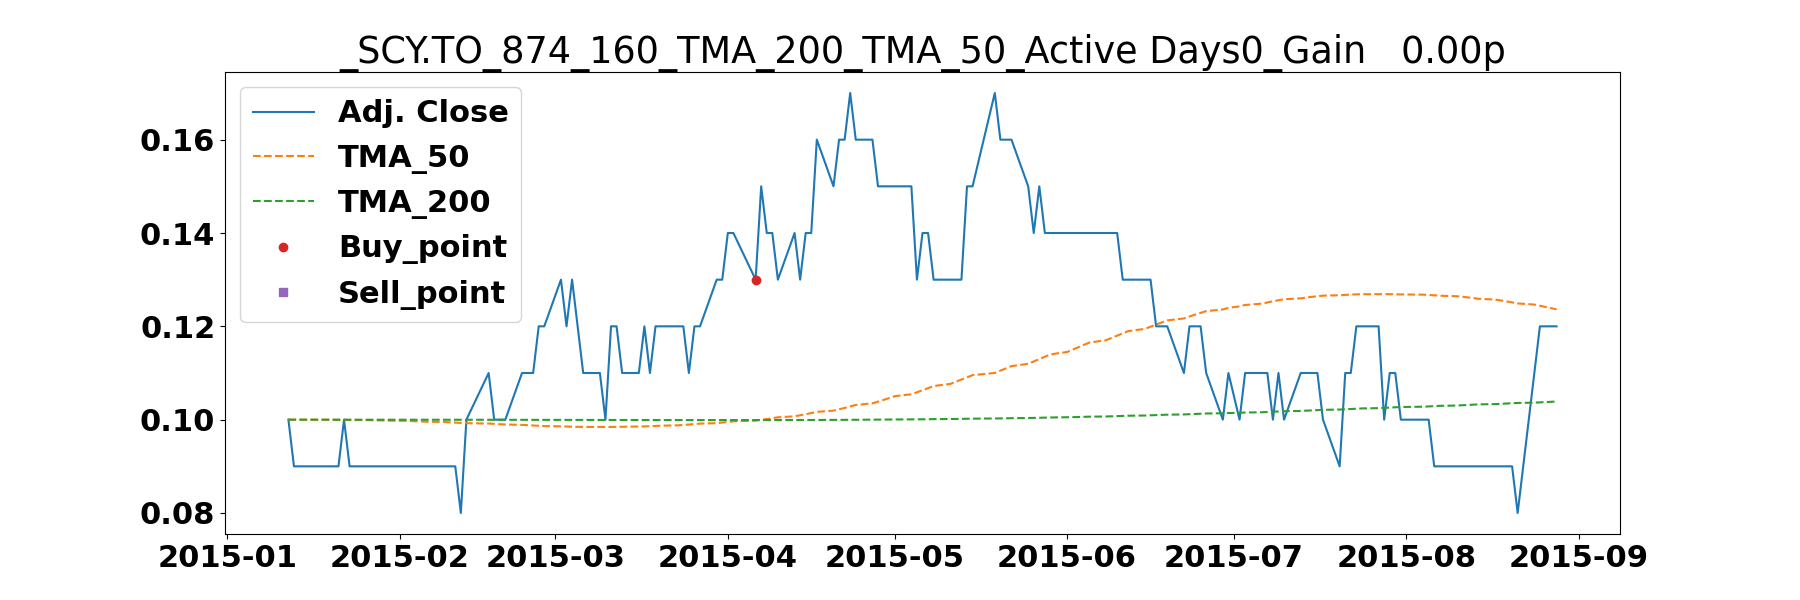 _SCY.TO_874_160_TMA_200_TMA_50_Active Days0_Gain   0.00p
Adj. Close
TMA_50
TMA_200
Buy_point
Sell_point
0.16
0.14
0.12
0.10
0.08
2015-01 2015-02 2015-03 2015-04 2015-05 2015-06 2015-07 2015-08 2015-09